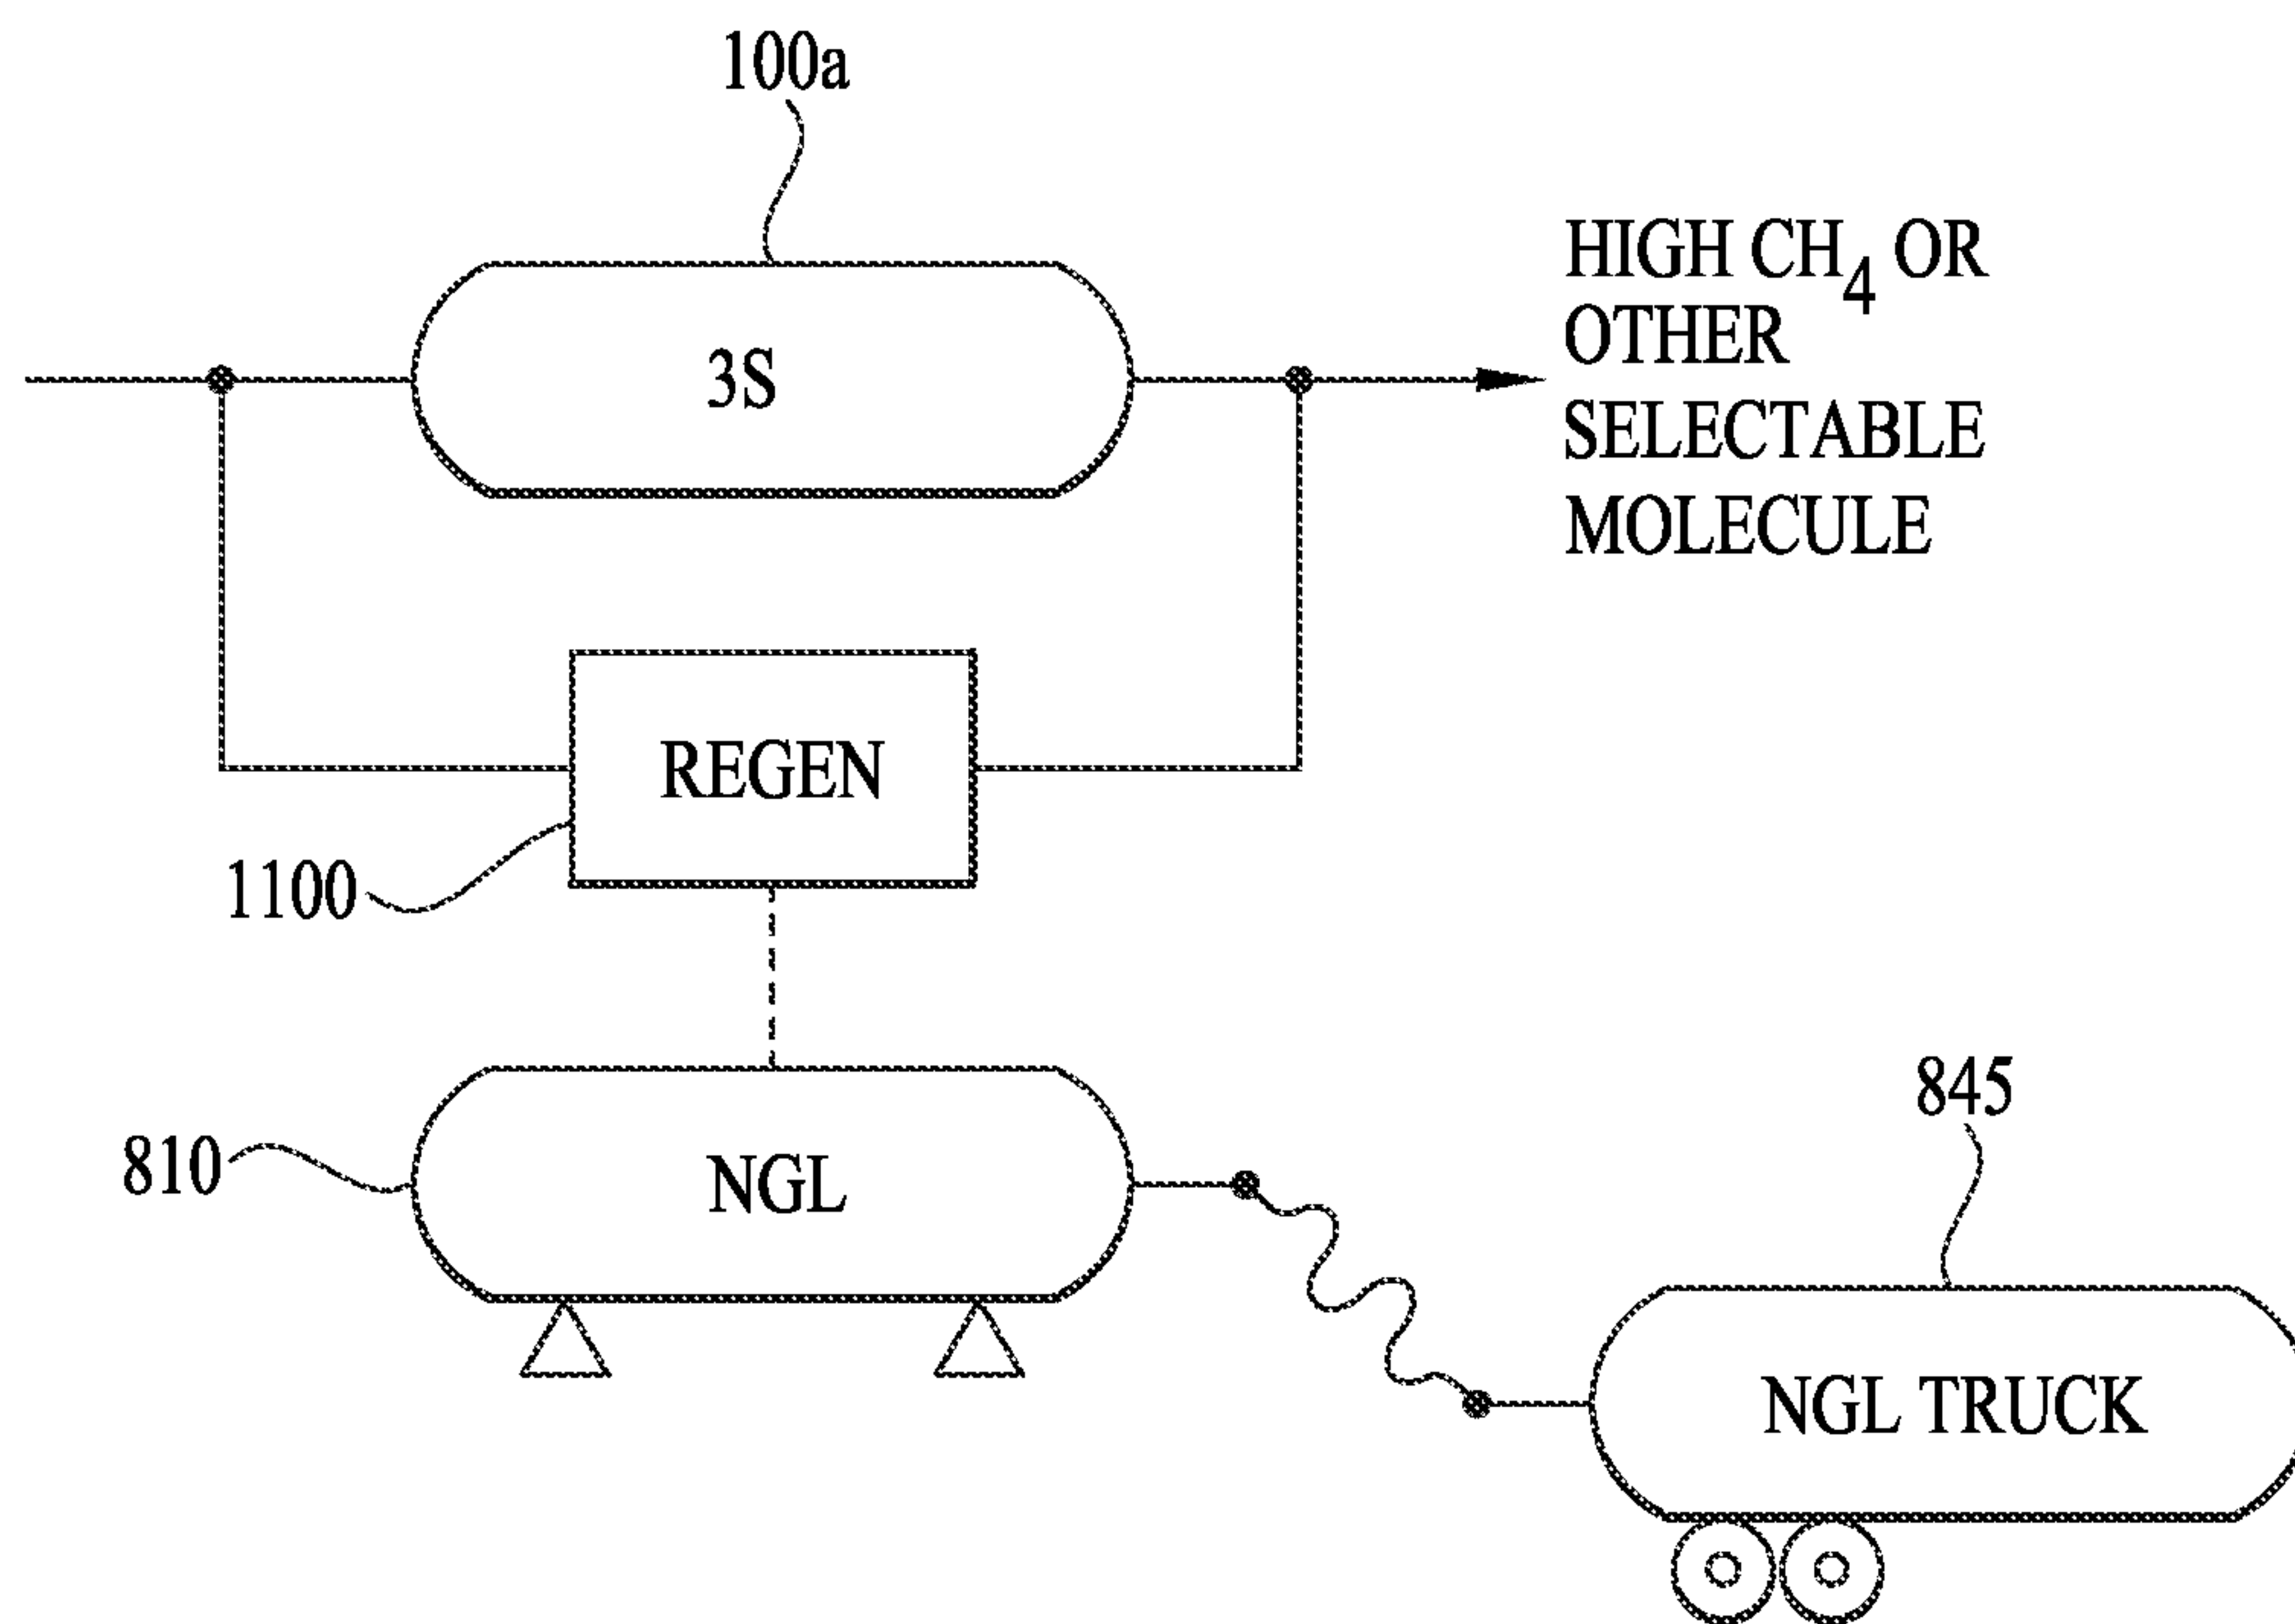 100a
HIGH CH4 OR
OTHER
SELECTABLE
MOLECULE
3S
REGEN
1100
810
NGL
845
NGL TRUCK